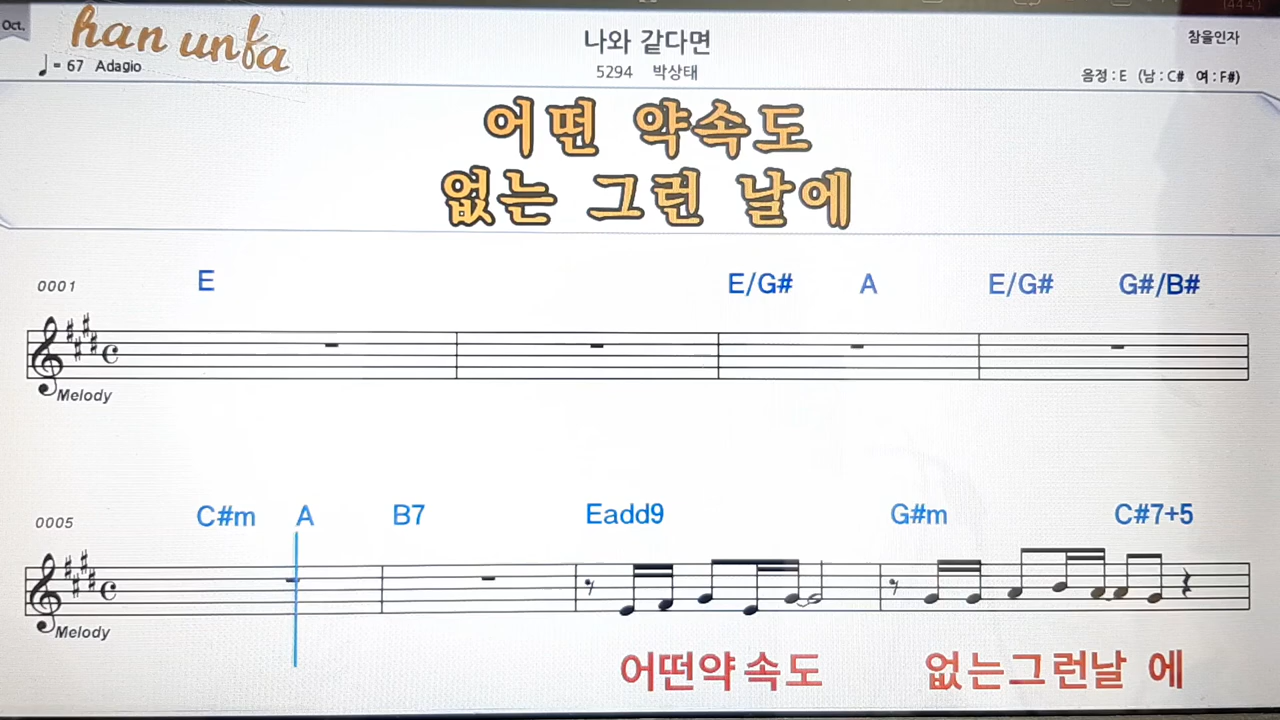 Oct.
han unfa
♩= 67 Adagio
나와 같다면
5294 박상태
참을인자
음정 : E (남 : C# 여 : F#)
어떤 약속도
없는 그런 날에
0001
E E/G# A E/G# G#/B#
Melody
0005
C#m A B7 Eadd9 G#m C#7+5
Melody
어떤약 속도 없는그런날 에